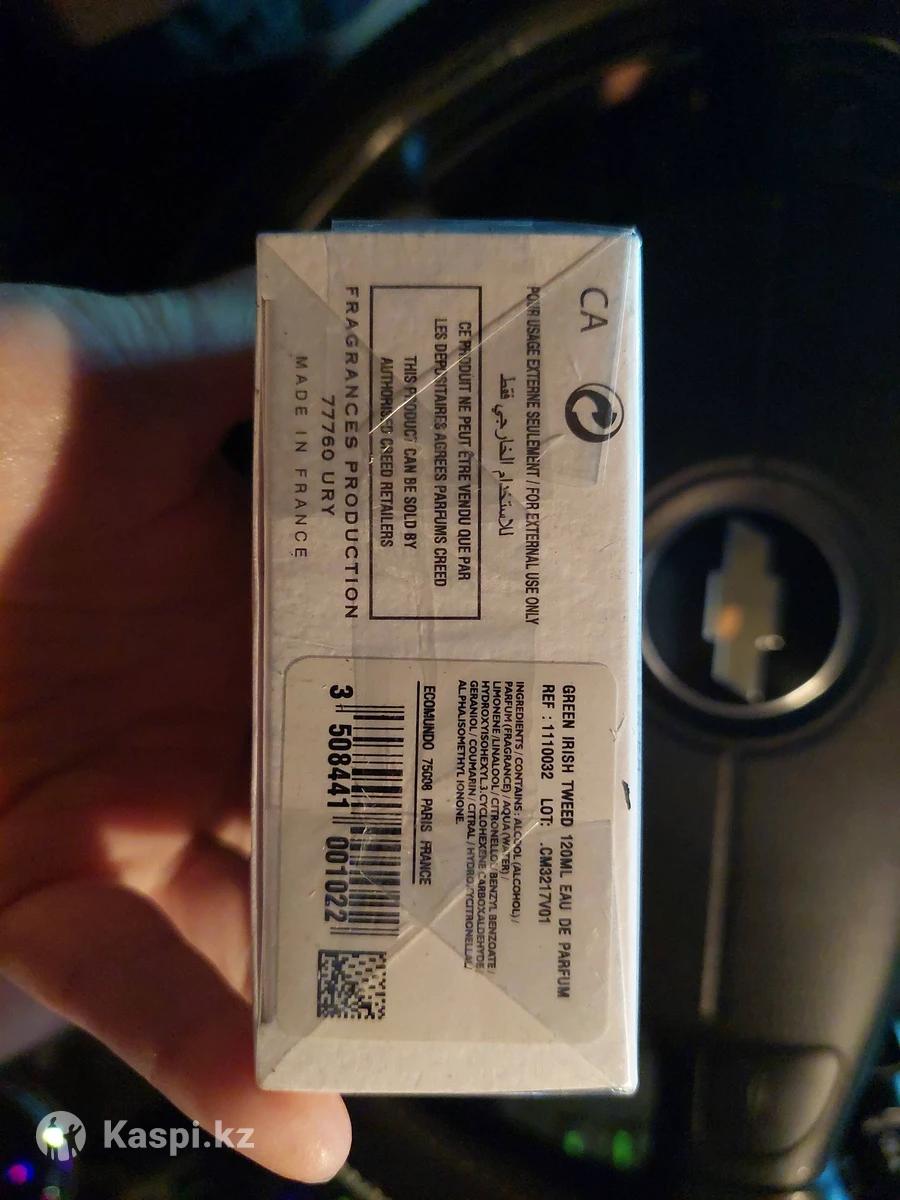 CA
POUR USAGE EXTERNE SEULEMENT / FOR EXTERNAL USE ONLY
للاستخدام الخارجي فقط
CE PRODUIT NE PEUT ÊTRE VENDU QUE PAR
LES DEPOSITAIRES AGREES PARFUMS CREED
THIS PRODUCT CAN BE SOLD BY
AUTHORISED CREED RETAILERS
FRAGRANCES PRODUCTION
77760 URY
MADE IN FRANCE
GREEN IRISH TWEED 120ML EAU DE PARFUM
REF : 1110032 LOT: .CM3217V01
INGREDIENTS / CONTAINS : ALCOOL (ALCOHOL) /
PARFUM (FRAGRANCE) / AQUA (WATER) /
LIMONENE / LINALOOL / CITRONELLOL / BENZYL BENZOATE /
HYDROXYISOHEXYL 3. CYCLOHEXENE CARBOXALDEHYDE
GERANIOL / COUMARIN / CITRAL / HYDROXYCITRONELLAL/
ALPHA.ISOMETHYL IONONE.
ECOMUNDO 75008 PARIS FRANCE
3 508441 001022
Kaspi.kz